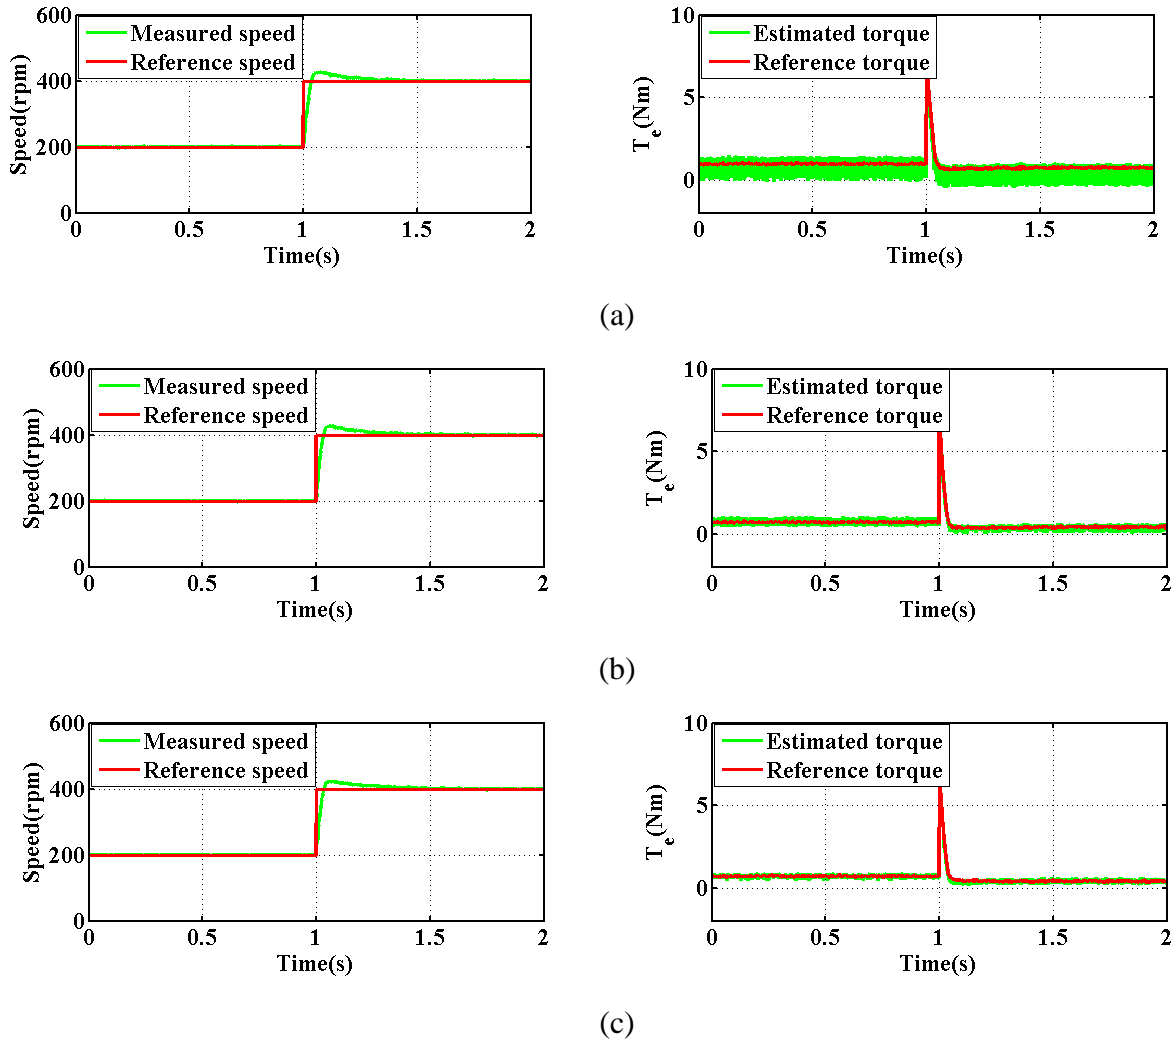 600
400
200
0
Speed(rpm)
Measured speed
Reference speed
0 0.5 1 1.5 2
Time(s)
10
5
0
T_e(Nm)
Estimated torque
Reference torque
0 0.5 1 1.5 2
Time(s)
(a)
600
400
200
0
Speed(rpm)
Measured speed
Reference speed
0 0.5 1 1.5 2
Time(s)
10
5
0
T_e(Nm)
Estimated torque
Reference torque
0 0.5 1 1.5 2
Time(s)
(b)
600
400
200
0
Speed(rpm)
Measured speed
Reference speed
0 0.5 1 1.5 2
Time(s)
10
5
0
T_e(Nm)
Estimated torque
Reference torque
0 0.5 1 1.5 2
Time(s)
(c)